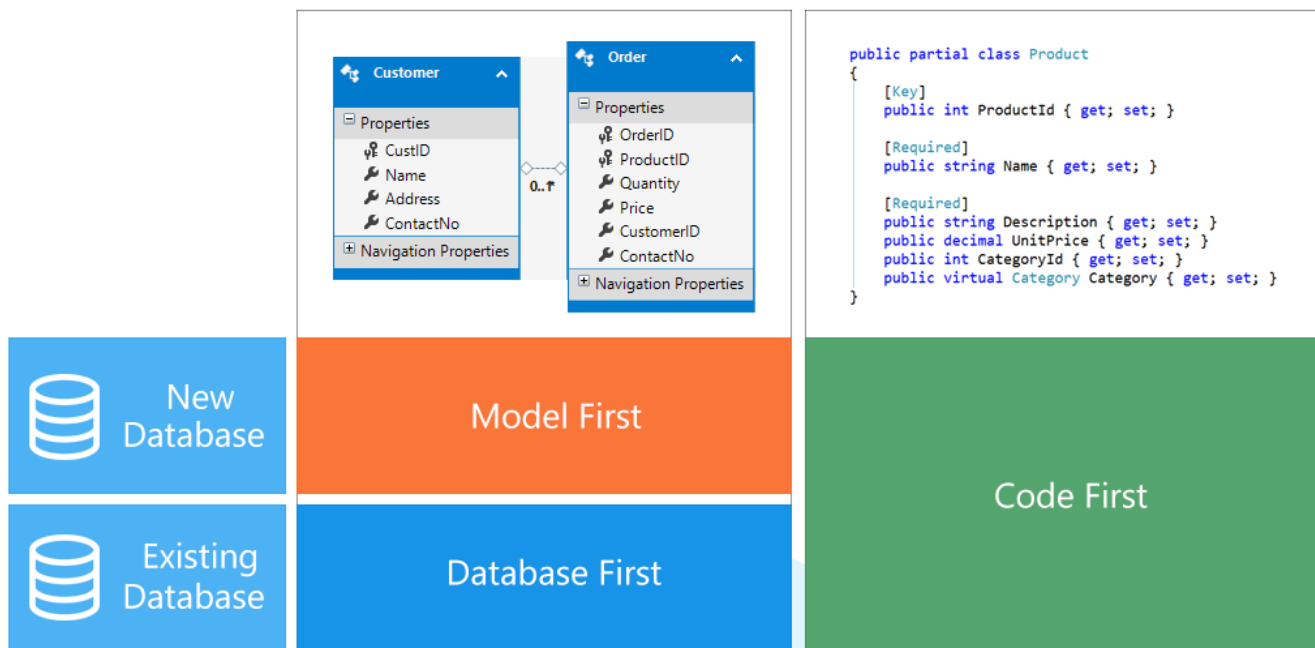 Customer
Properties
CustID
Name
Address
ContactNo
Navigation Properties
0..1*
Order
Properties
OrderID
ProductID
Quantity
Price
CustomerID
ContactNo
Navigation Properties
public partial class Product
{
[Key]
public int ProductId { get; set; }
[Required]
public string Name { get; set; }
[Required]
public string Description { get; set; }
public decimal UnitPrice { get; set; }
public int CategoryId { get; set; }
public virtual Category Category { get; set; }
}
New
Database
Model First
Code First
Existing
Database
Database First